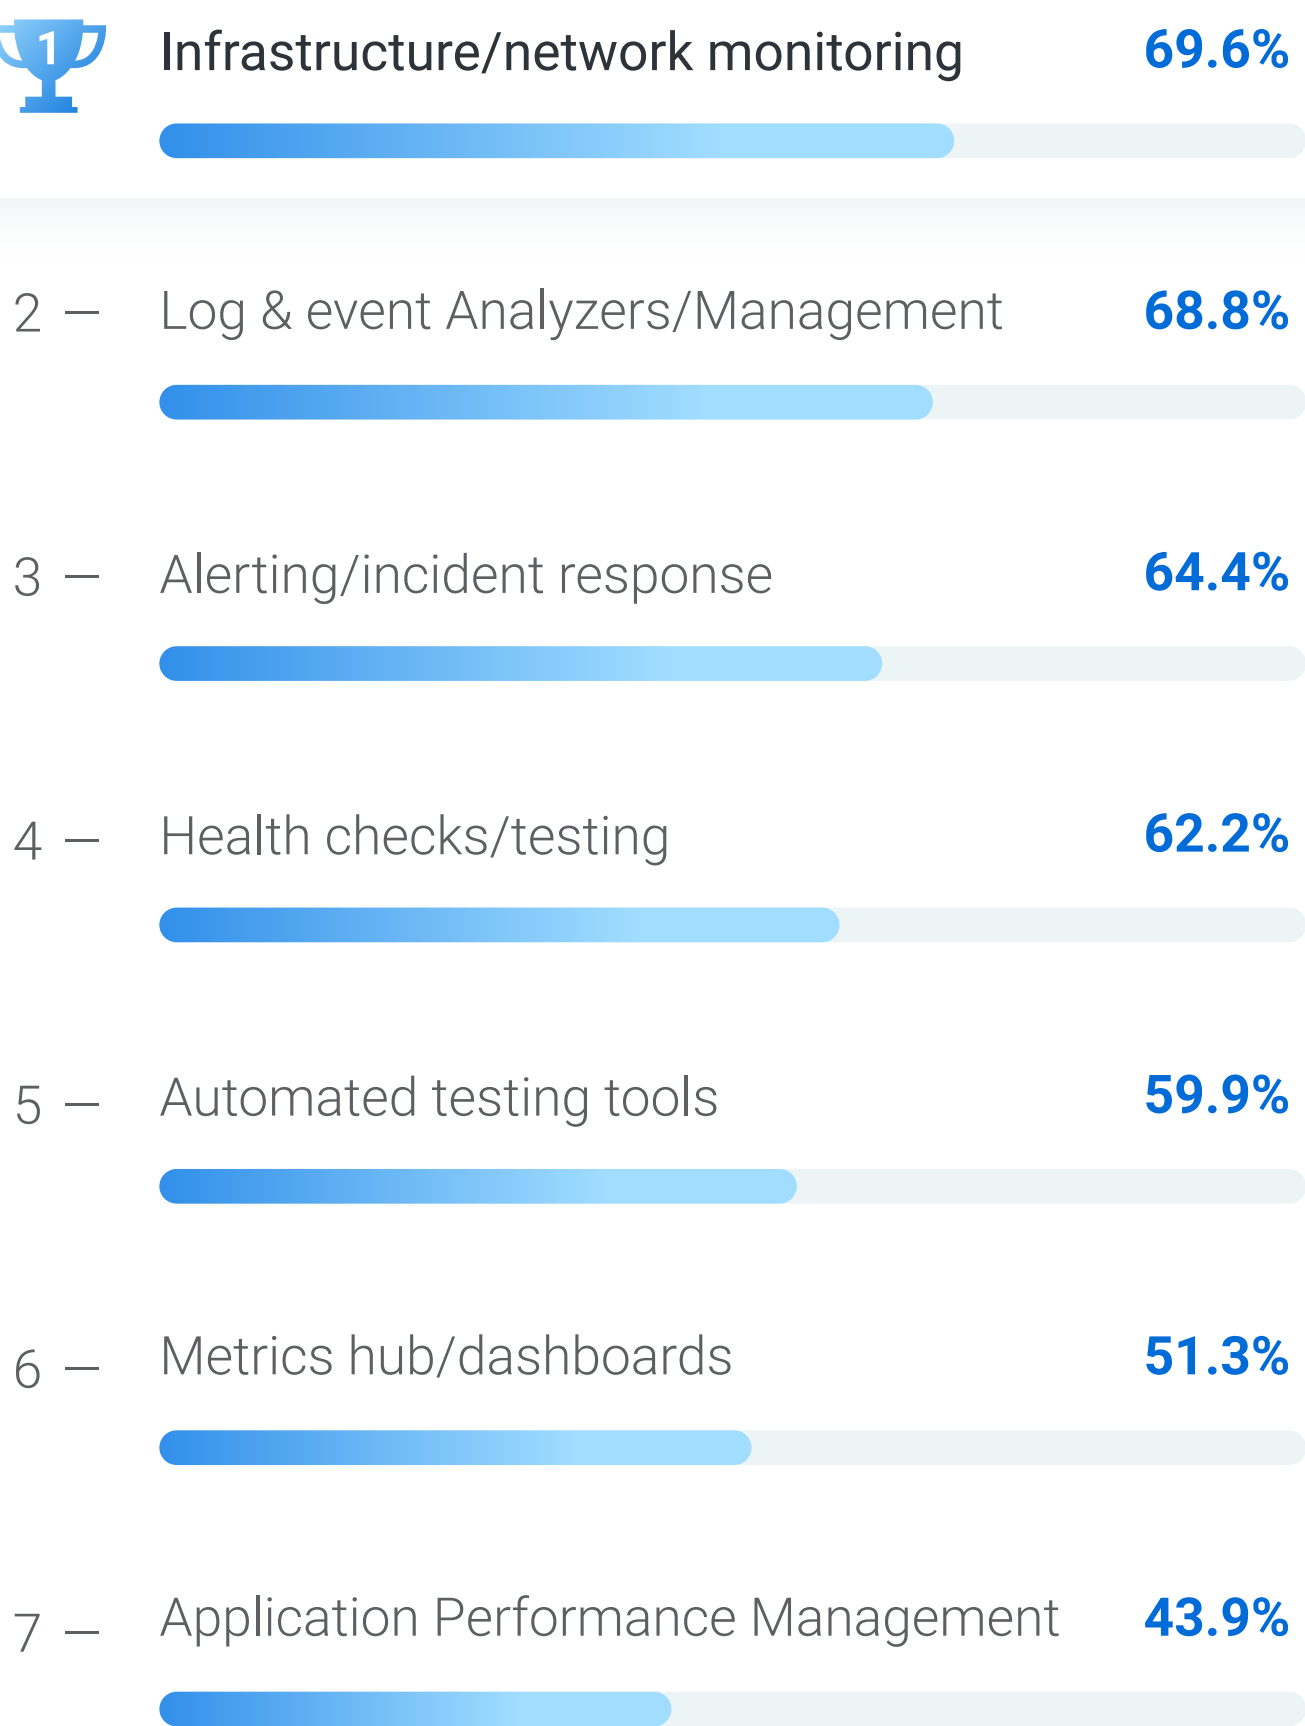 1 Infrastructure/network monitoring 69.6%
2 — Log & event Analyzers/Management 68.8%
3 — Alerting/incident response 64.4%
4 — Health checks/testing 62.2%
5 — Automated testing tools 59.9%
6 — Metrics hub/dashboards 51.3%
7 — Application Performance Management 43.9%